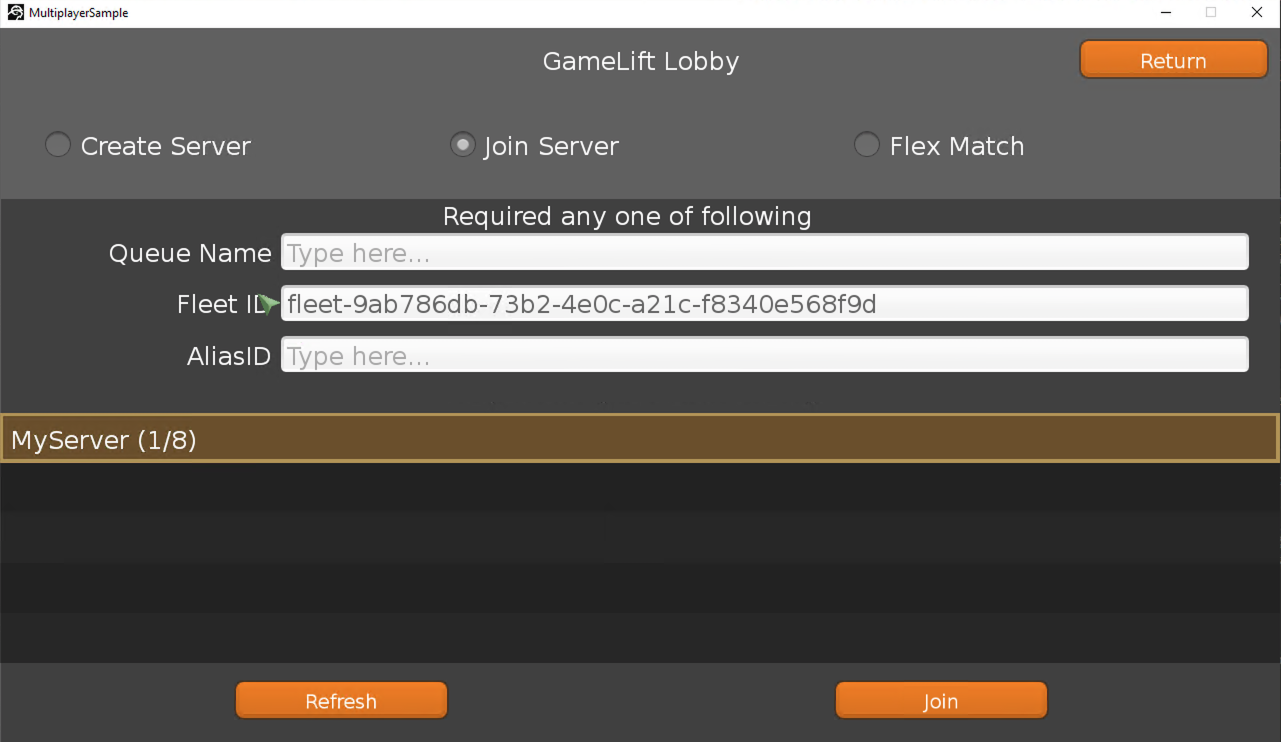 MultiplayerSample
GameLift Lobby
Return
Create Server
Join Server
Flex Match
Required any one of following
Queue Name Type here...
Fleet ID fleet-9ab786db-73b2-4e0c-a21c-f8340e568f9d
AliasID Type here...
MyServer (1/8)
Refresh
Join